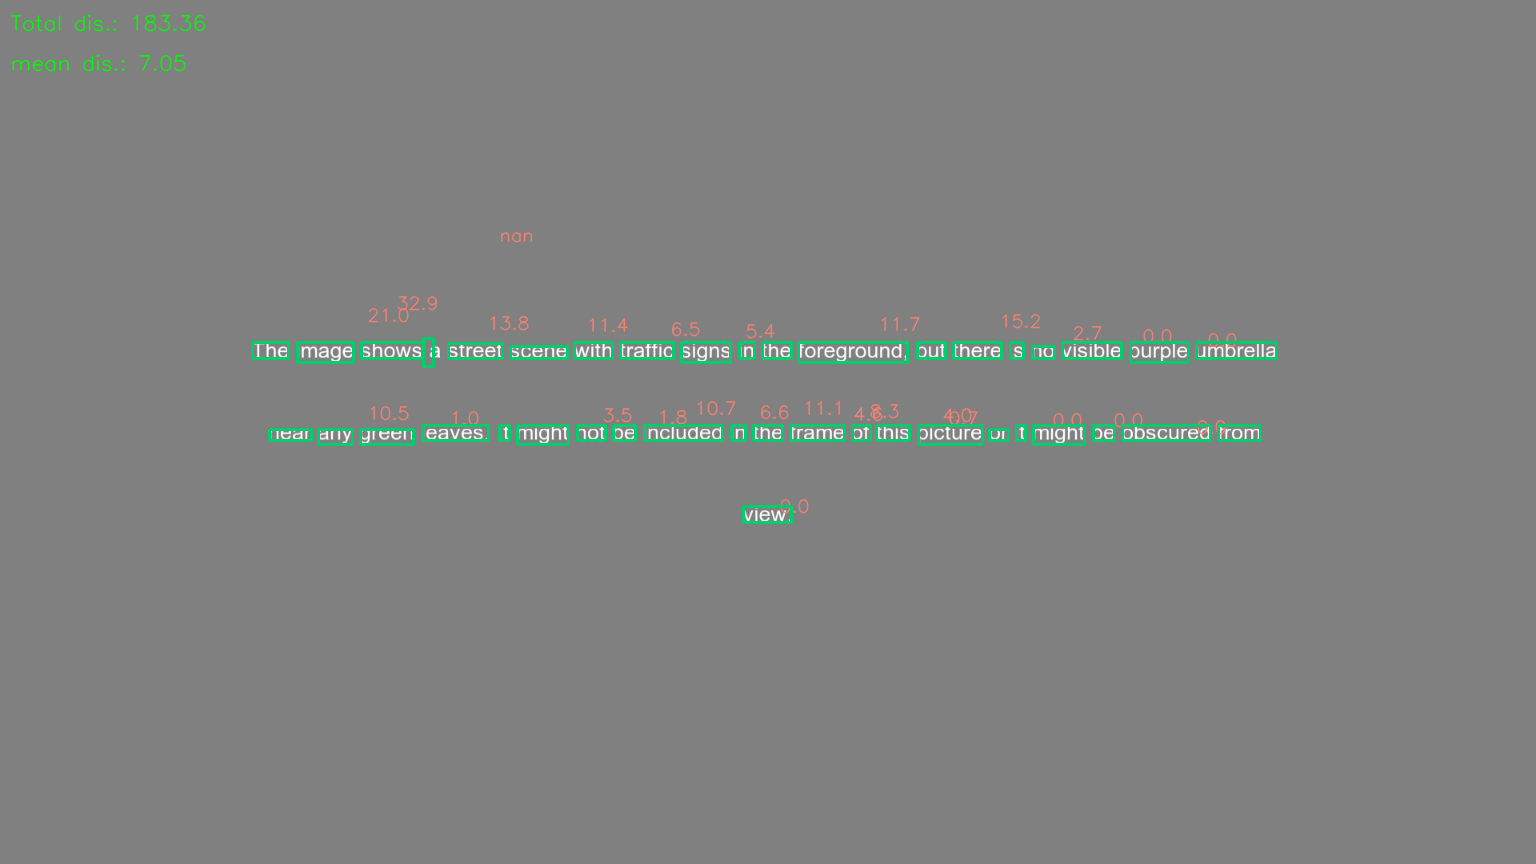 Total dis.: 183.36
mean dis.: 7.05
nan
21.0 32.9 13.8 11.4 6.5 5.4 11.7 15.2 2.7 0.0 0.0
The image shows a street scene with traffic signs in the foreground, but there is no visible purple umbrella
10.5 1.0 3.5 1.8 10.7 6.6 11.1 4.6 8.3 4.0 0.7 0.0 0.0 0.0
near any green leaves. It might not be included in the frame of this picture or it might be obscured from
0.0
view.